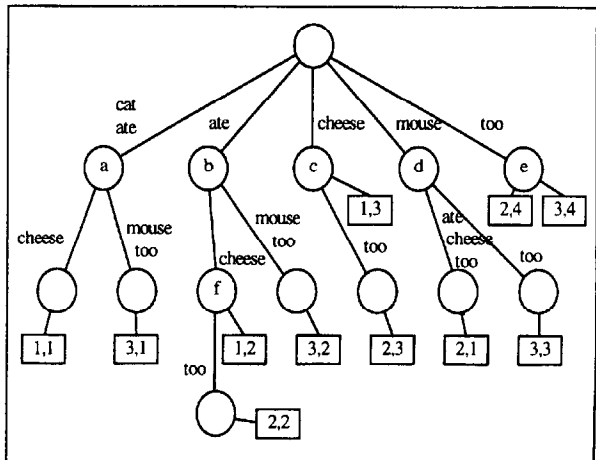 cat
ate
ate
cheese
mouse
too
a
b
c
d
e
1,3
2,4
3,4
cheese
mouse
too
mouse
too
cheese
too
ate
cheese
too
too
f
1,1
3,1
1,2
3,2
2,3
2,1
3,3
too
2,2